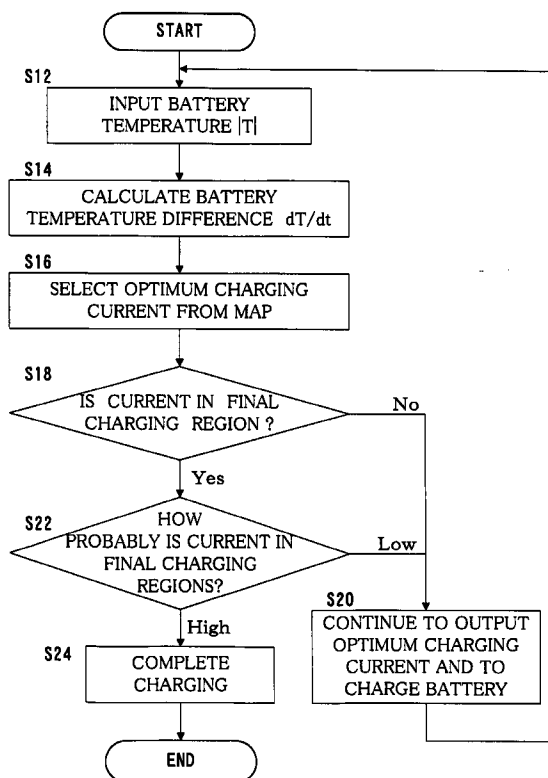 START
S12
INPUT BATTERY
TEMPERATURE |T|
S14
CALCULATE BATTERY
TEMPERATURE DIFFERENCE dT/dt
S16
SELECT OPTIMUM CHARGING
CURRENT FROM MAP
S18
IS CURRENT IN FINAL
CHARGING REGION ?
No
Yes
S22
HOW
PROBABLY IS CURRENT IN
FINAL CHARGING
REGIONS?
Low
High
S20
CONTINUE TO OUTPUT
OPTIMUM CHARGING
CURRENT AND TO
CHARGE BATTERY
S24
COMPLETE
CHARGING
END